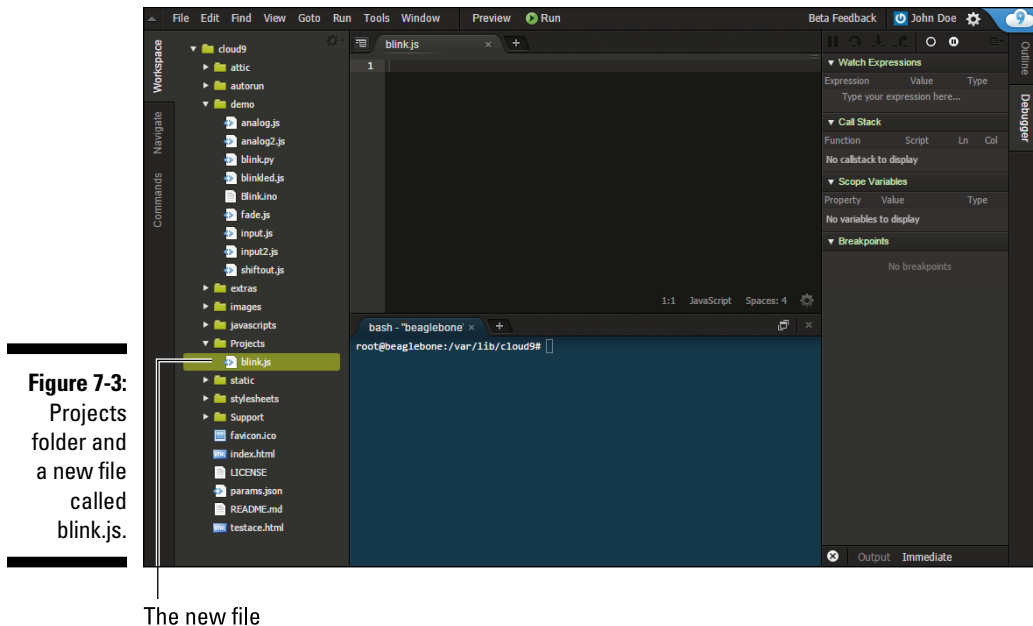 File Edit Find View Goto Run Tools Window Preview Run Beta Feedback John Doe 9
Workspace
Navigate
Commands
cloud9
attic
autorun
demo
analog.js
analog2.js
blink.py
blinkled.js
Blink.ino
fade.js
input.js
input2.js
shiftout.js
extras
images
javascripts
Projects
blink.js
static
stylesheets
Support
favicon.ico
index.html
LICENSE
params.json
README.md
testace.html
blink.js × +
1
1:1 JavaScript Spaces: 4
bash - "beaglebone' × +
root@beaglebone:/var/lib/cloud9#
Watch Expressions
Expression Value Type
Type your expression here...
Call Stack
Function Script Ln Col
No callstack to display
Scope Variables
Property Value Type
No variables to display
Breakpoints
No breakpoints
Output Immediate
Outline
Debugger
Figure 7-3:
Projects
folder and
a new file
called
blink.js.
The new file